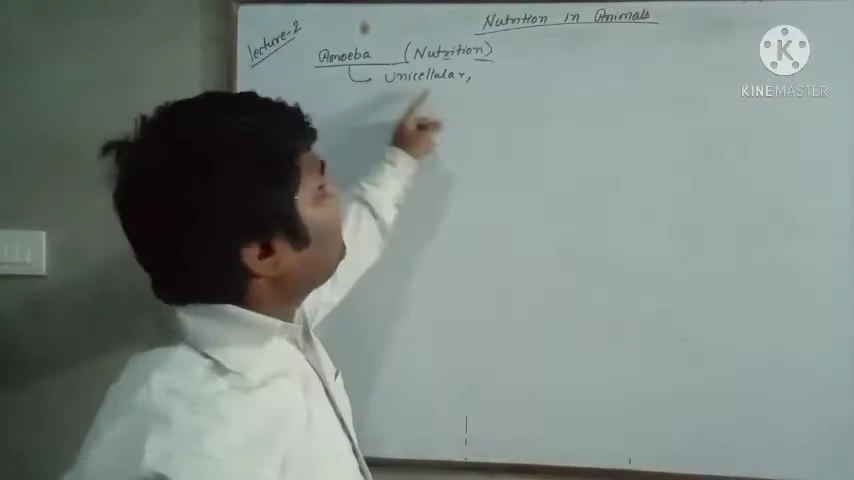 Nutrition in Animals
lecture-2
Amoeba (Nutrition)
Unicellular,
KINEMASTER